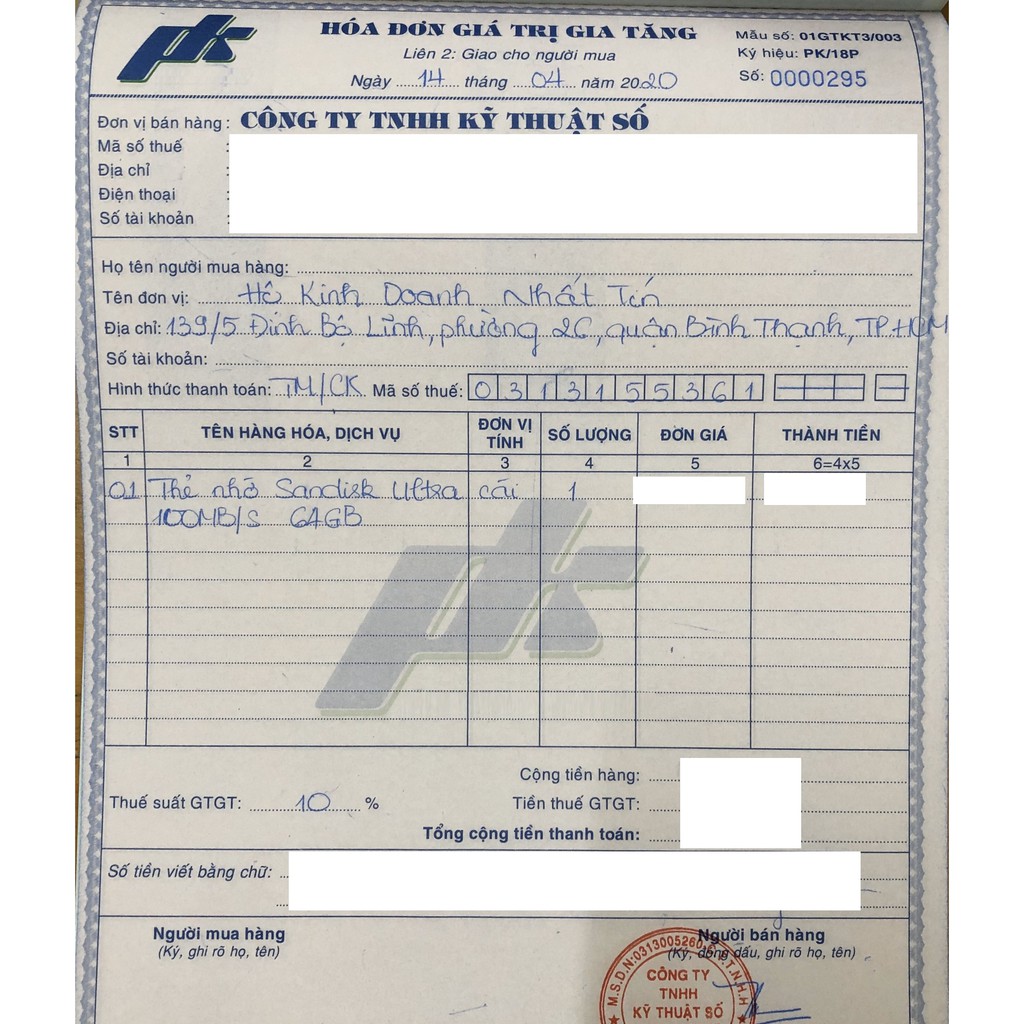 pk
HÓA ĐƠN GIÁ TRỊ GIA TĂNG
Liên 2: Giao cho người mua
Ngày 14 tháng 04 năm 2020
Mẫu số: 01GTKT3/003
Ký hiệu: PK/18P
Số: 0000295
Đơn vị bán hàng: CÔNG TY TNHH KỸ THUẬT SỐ
Mã số thuế :
Địa chỉ :
Điện thoại :
Số tài khoản :
Họ tên người mua hàng:
Tên đơn vị: Hộ Kinh Doanh Nhất Tín
Địa chỉ: 139/5 Đinh Bộ Lĩnh, phường 26, quận Bình Thạnh, TP.HCM
Số tài khoản:
Hình thức thanh toán: TM/CK Mã số thuế: 0313155361
STT TÊN HÀNG HÓA, DỊCH VỤ ĐƠN VỊ TÍNH SỐ LƯỢNG ĐƠN GIÁ THÀNH TIỀN
1 2 3 4 5 6=4x5
01 Thẻ nhớ Sandisk Ultra cái 1
100MB/S 64GB
pk
Cộng tiền hàng:
Thuế suất GTGT: 10 % Tiền thuế GTGT:
Tổng cộng tiền thanh toán:
Số tiền viết bằng chữ:
Người mua hàng Người bán hàng
(Ký, ghi rõ họ, tên) (Ký, đóng dấu, ghi rõ họ, tên)
M.S.D.N:0313005260 C.T.T.N.H.H
CÔNG TY
TNHH
KỸ THUẬT SỐ